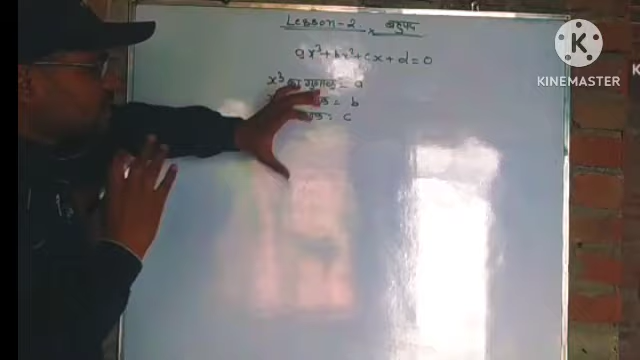 Lesson-2. बहुपद
ax³+bx²+cx+d=0
x³ का गुणांक = a
= b
= c
KINEMASTER